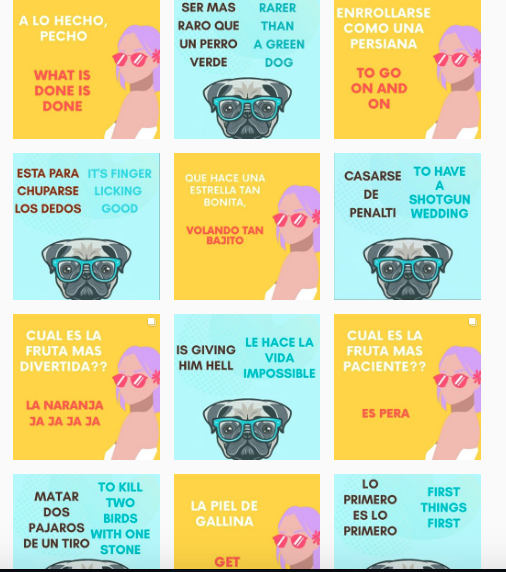 A LO HECHO,
PECHO
WHAT IS
DONE IS
DONE
SER MAS
RARO QUE
UN PERRO
VERDE
RARER
THAN
A GREEN
DOG
ENRROLLARSE
COMO UNA
PERSIANA
TO GO
ON AND
ON
ESTA PARA
CHUPARSE
LOS DEDOS
IT'S FINGER
LICKING
GOOD
QUE HACE UNA
ESTRELLA TAN
BONITA,
VOLANDO TAN
BAJITO
CASARSE
DE
PENALTI
TO HAVE
A
SHOTGUN
WEDDING
CUAL ES LA
FRUTA MAS
DIVERTIDA??
LA NARANJA
JA JA JA JA
IS GIVING
HIM HELL
LE HACE LA
VIDA
IMPOSSIBLE
CUAL ES LA
FRUTA MAS
PACIENTE??
ES PERA
MATAR
DOS
PAJAROS
DE UN TIRO
TO KILL
TWO
BIRDS
WITH ONE
STONE
LA PIEL DE
GALLINA
GET
LO
PRIMERO
ES LO
PRIMERO
FIRST
THINGS
FIRST